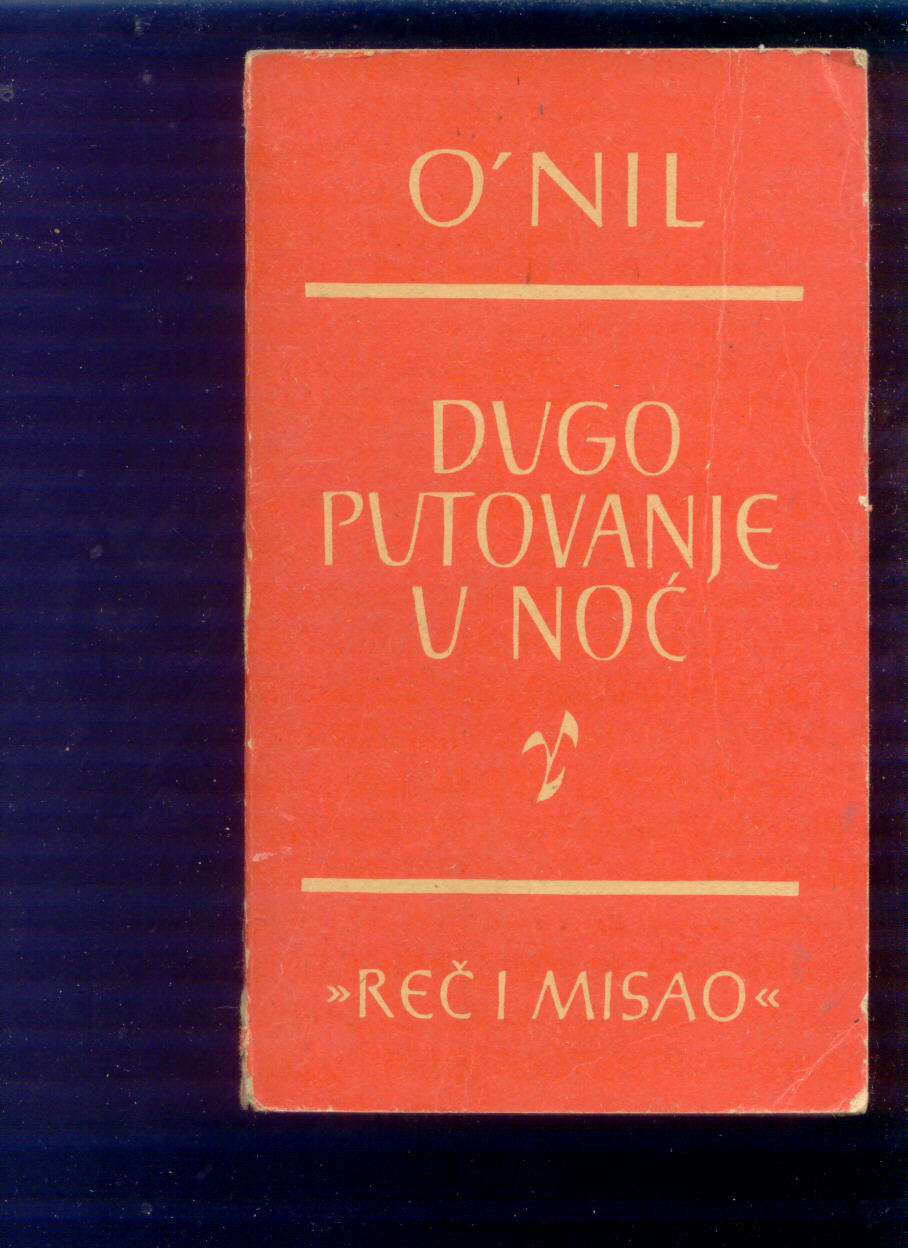 O'NIL
DUGO
PUTOVANJE
U NOĆ
»REČ I MISAO«